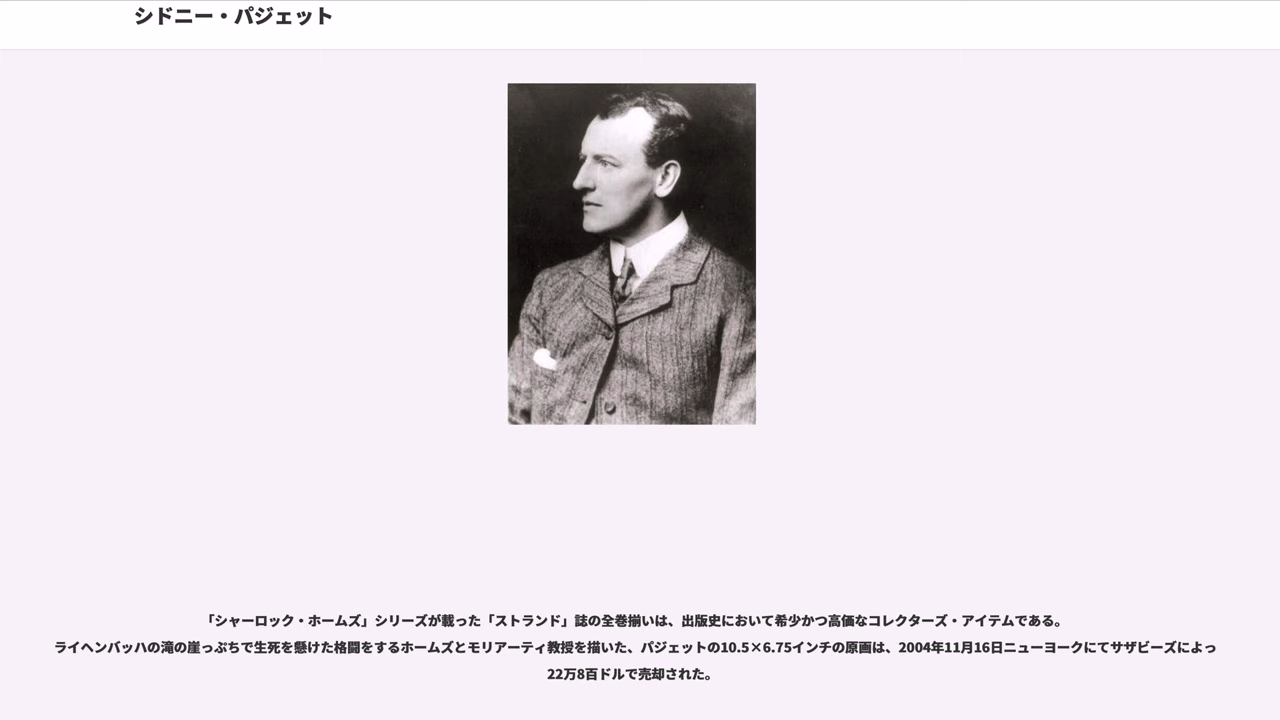 シドニー・パジェット
「シャーロック・ホームズ」シリーズが載った「ストランド」誌の全巻揃いは、出版史において希少かつ高価なコレクターズ・アイテムである。
ライヘンバッハの滝の崖っぷちで生死を懸けた格闘をするホームズとモリアーティ教授を描いた、パジェットの10.5×6.75インチの原画は、2004年11月16日ニューヨークにてサザビーズによっ
22万8百ドルで売却された。